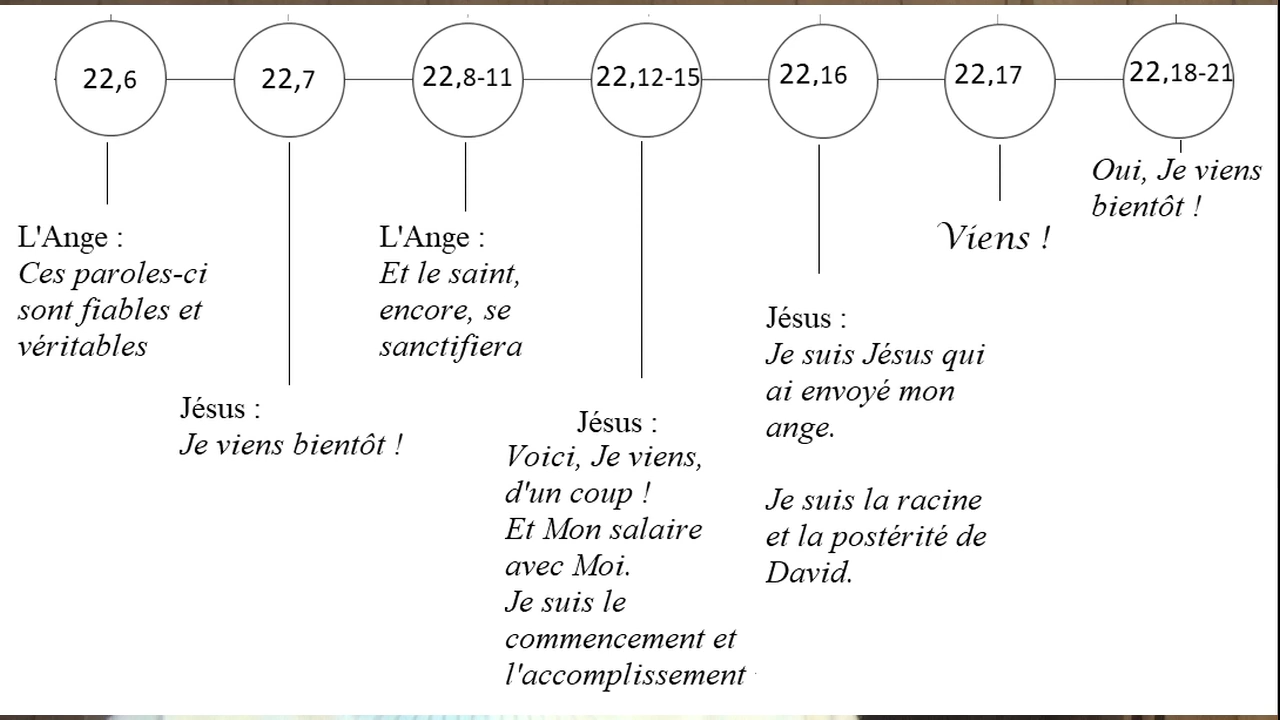 22,6
22,7
22,8-11
22,12-15
22,16
22,17
22,18-21
L'Ange :
Ces paroles-ci
sont fiables et
véritables
Jésus :
Je viens bientôt !
L'Ange :
Et le saint,
encore, se
sanctifiera
Jésus :
Voici, Je viens,
d'un coup !
Et Mon salaire
avec Moi.
Je suis le
commencement et
l'accomplissement
Jésus :
Je suis Jésus qui
ai envoyé mon
ange.
Je suis la racine
et la postérité de
David.
Viens !
Oui, Je viens
bientôt !